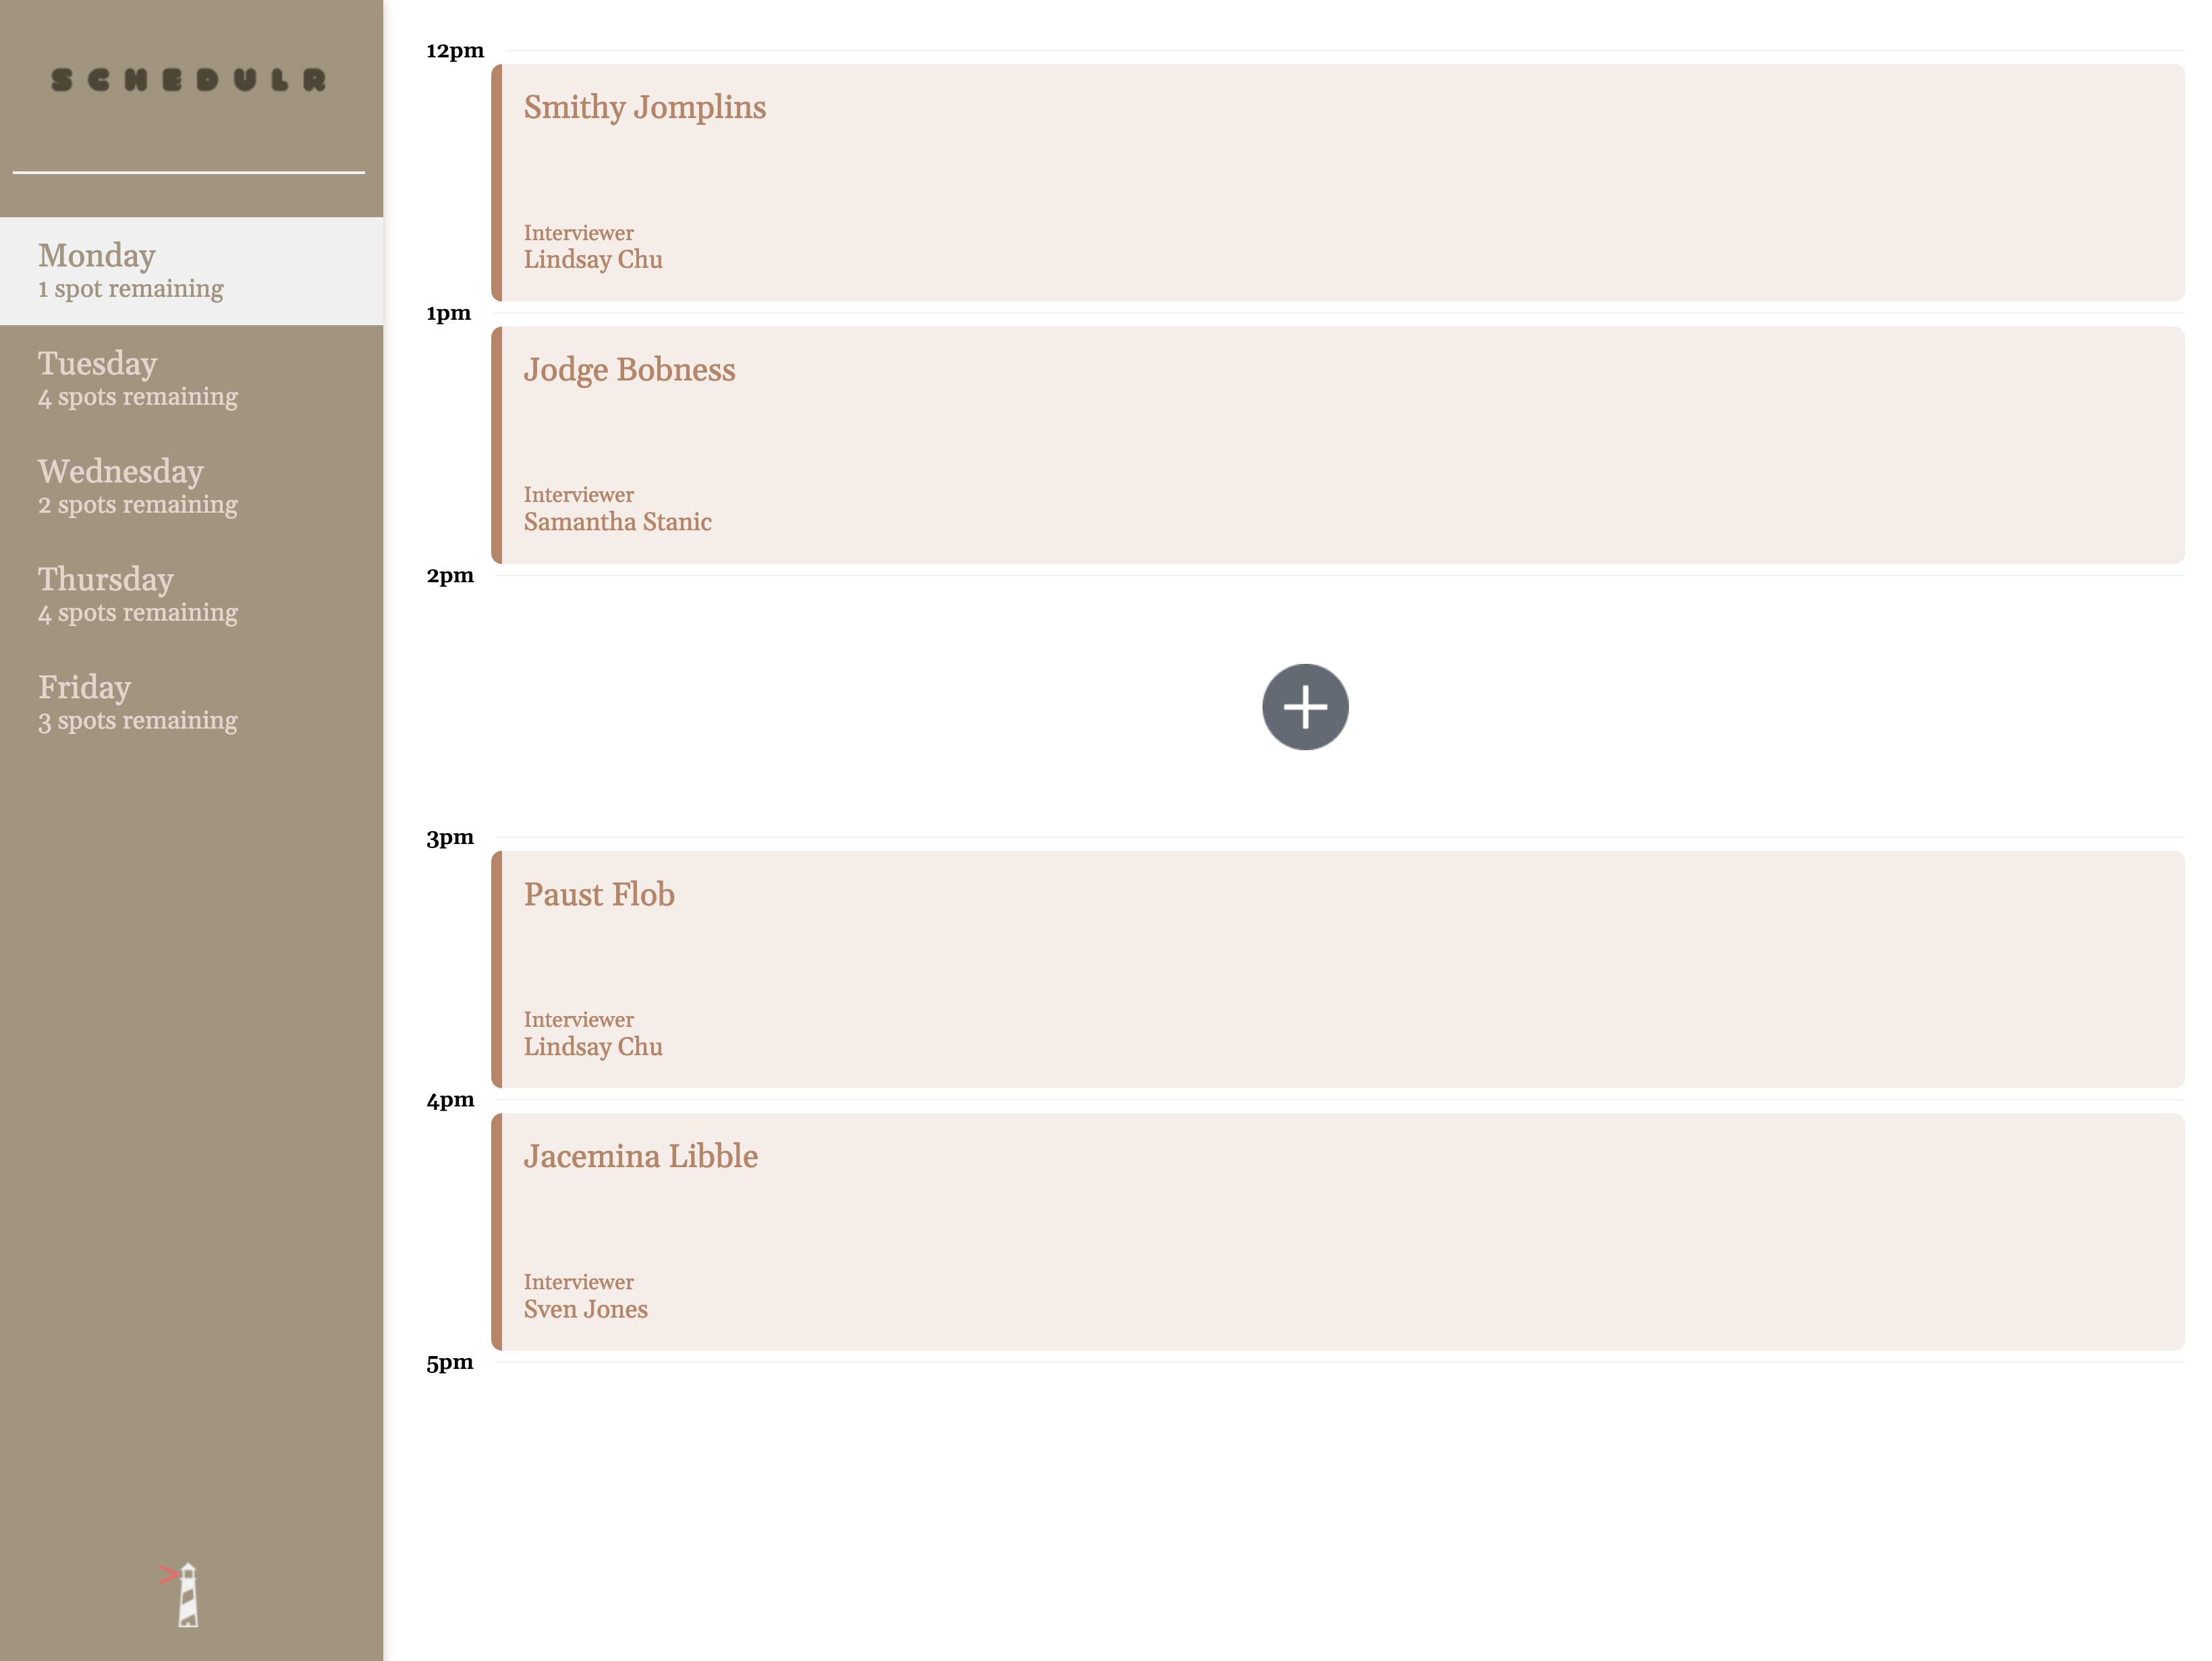 SCHEDULR
Monday
1 spot remaining
Tuesday
4 spots remaining
Wednesday
2 spots remaining
Thursday
4 spots remaining
Friday
3 spots remaining
12pm
Smithy Jomplins
Interviewer
Lindsay Chu
1pm
Jodge Bobness
Interviewer
Samantha Stanic
2pm
3pm
Paust Flob
Interviewer
Lindsay Chu
4pm
Jacemina Libble
Interviewer
Sven Jones
5pm